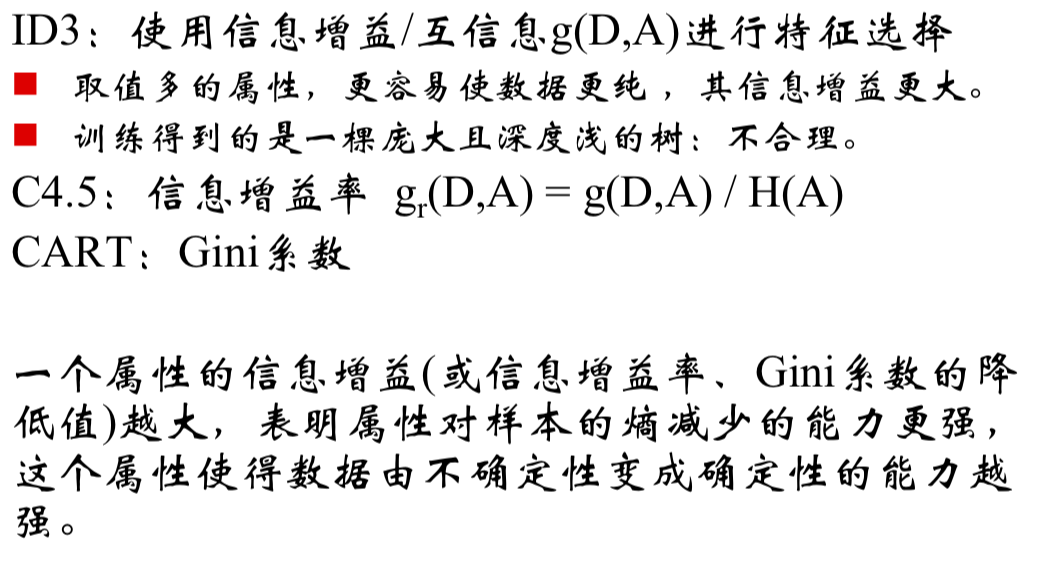 ID3：使用信息增益/互信息g(D,A)进行特征选择
■ 取值多的属性，更容易使数据更纯，其信息增益更大。
■ 训练得到的是一棵庞大且深度浅的树：不合理。
C4.5：信息增益率 gr(D,A) = g(D,A) / H(A)
CART：Gini系数
一个属性的信息增益(或信息增益率、Gini系数的降
低值)越大，表明属性对样本的熵减少的能力更强，
这个属性使得数据由不确定性变成确定性的能力越
强。